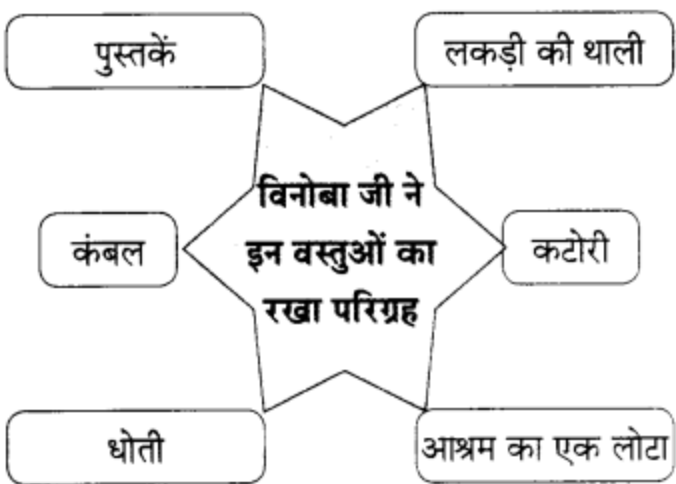 पुस्तकें
लकड़ी की थाली
विनोबा जी ने
इन वस्तुओं का
रखा परिग्रह
कंबल
कटोरी
धोती
आश्रम का एक लोटा